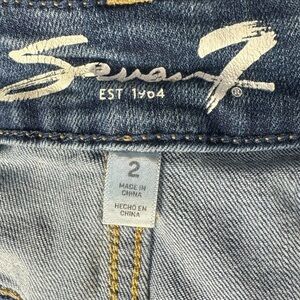 Seven7®
EST 1964
2
MADE IN
CHINA
HECHO EN
CHINA